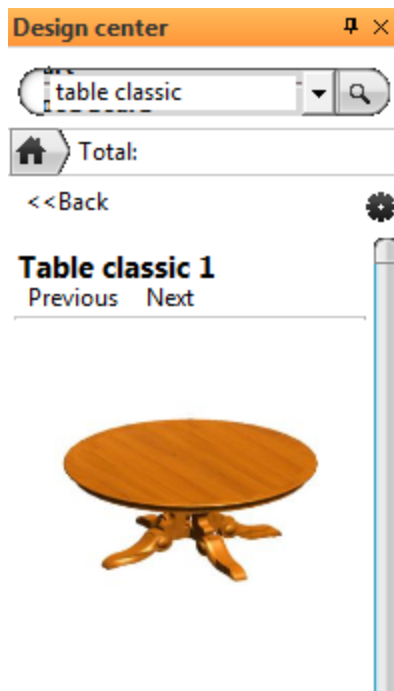 Design center
table classic
Total:
<<Back
Table classic 1
Previous Next